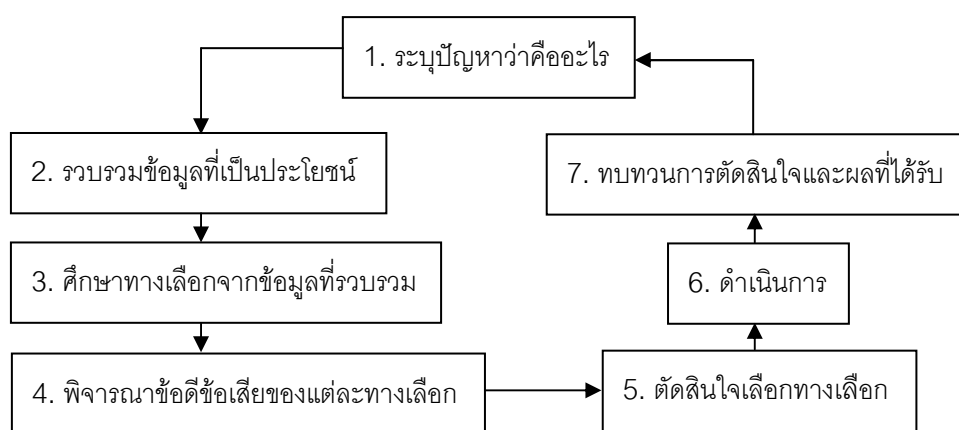 1. ระบุปัญหาว่าคืออะไร
2. รวบรวมข้อมูลที่เป็นประโยชน์
3. ศึกษาทางเลือกจากข้อมูลที่รวบรวม
4. พิจารณาข้อดีข้อเสียของแต่ละทางเลือก
5. ตัดสินใจเลือกทางเลือก
6. ดำเนินการ
7. ทบทวนการตัดสินใจและผลที่ได้รับ